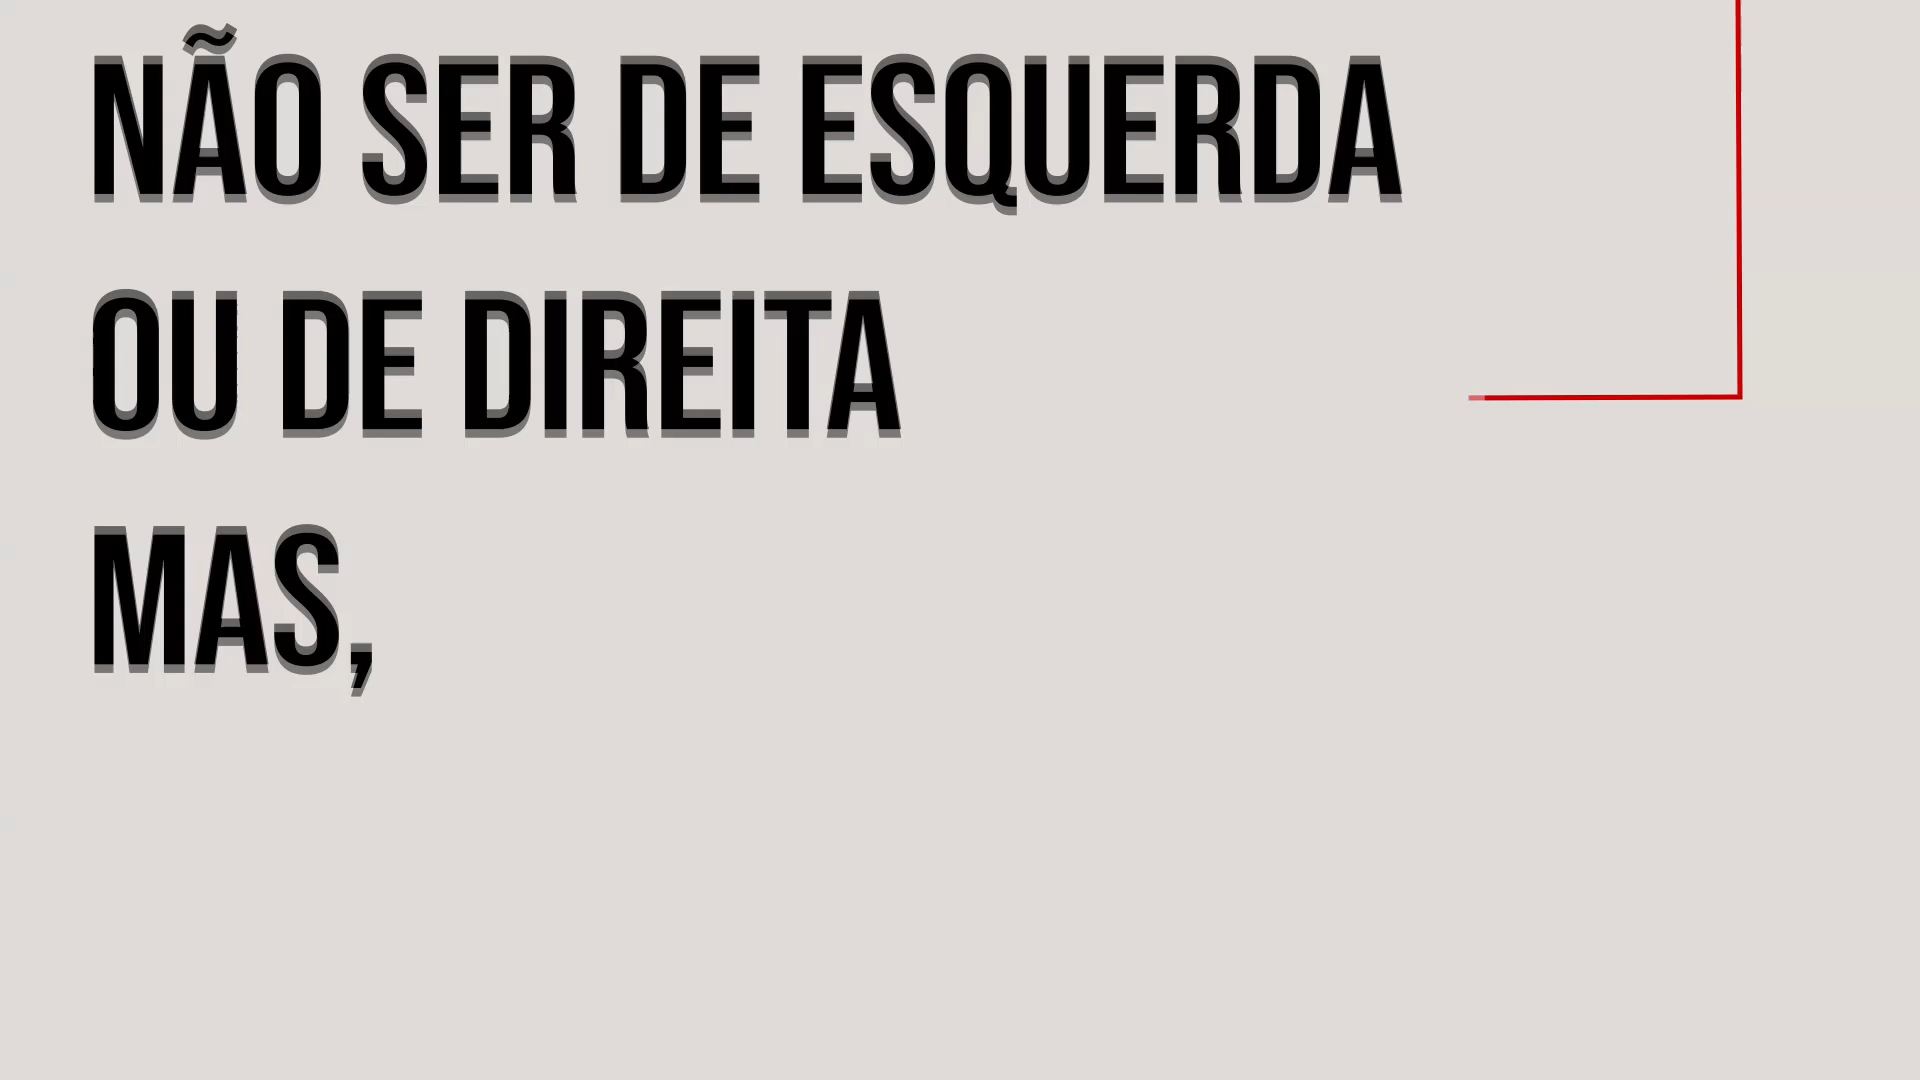 NÃO SER DE ESQUERDA
OU DE DIREITA
MAS,